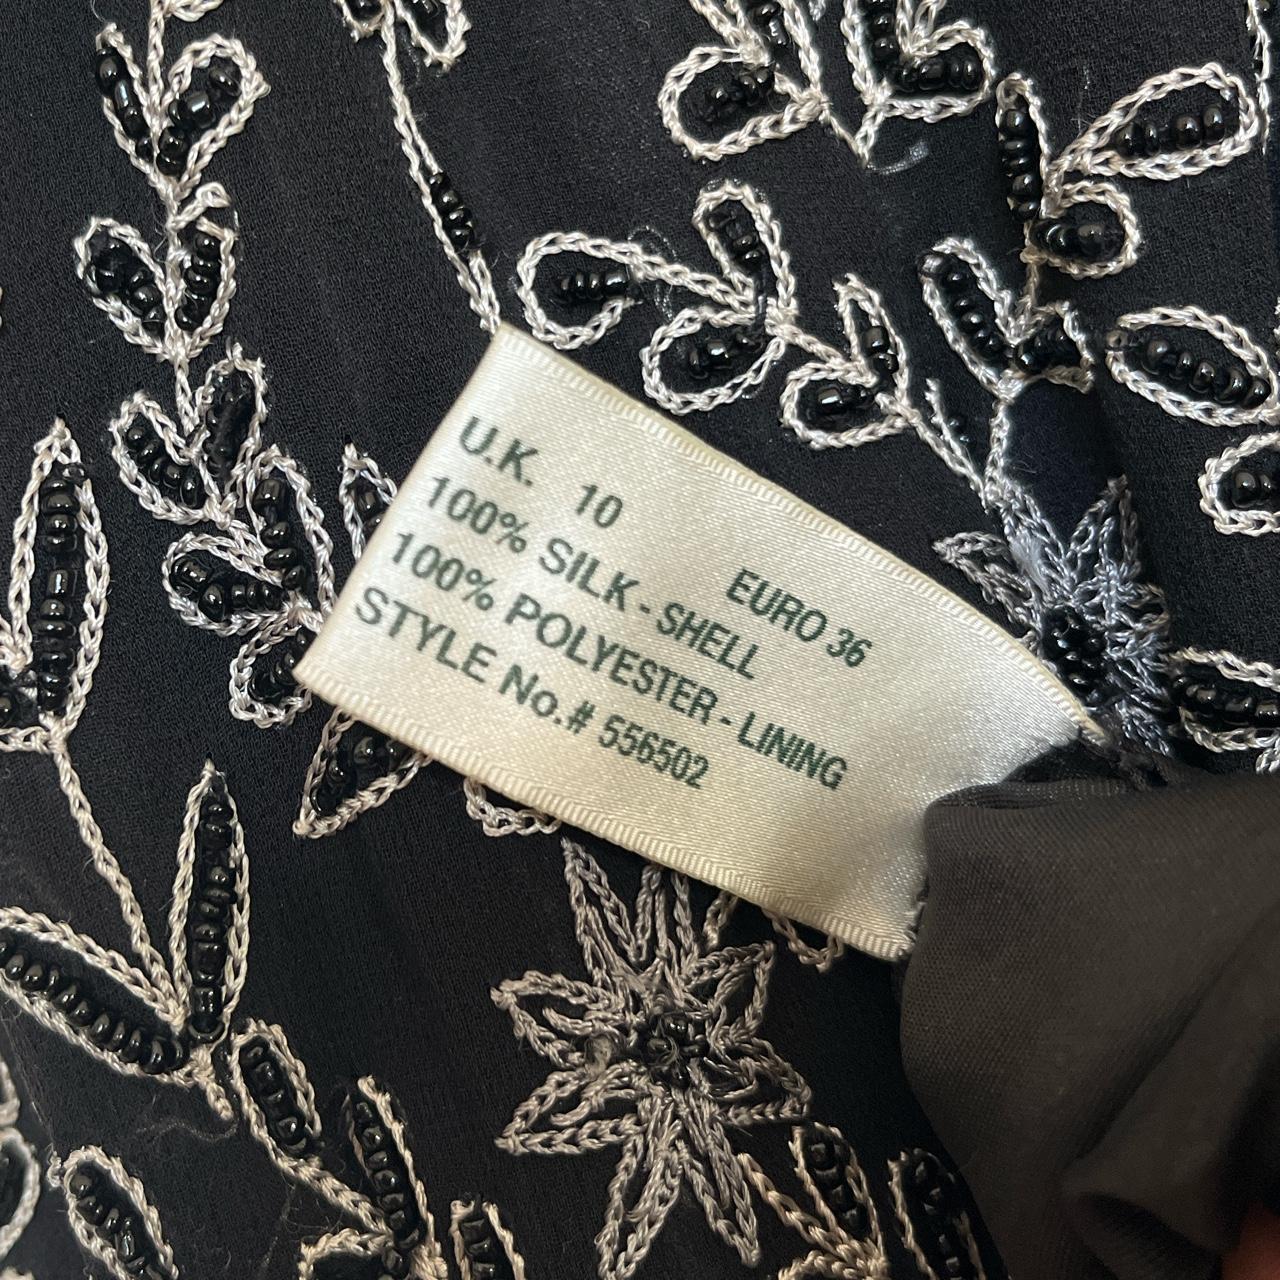 U.K. 10 EURO 36
100% SILK - SHELL
100% POLYESTER - LINING
STYLE No.# 556502